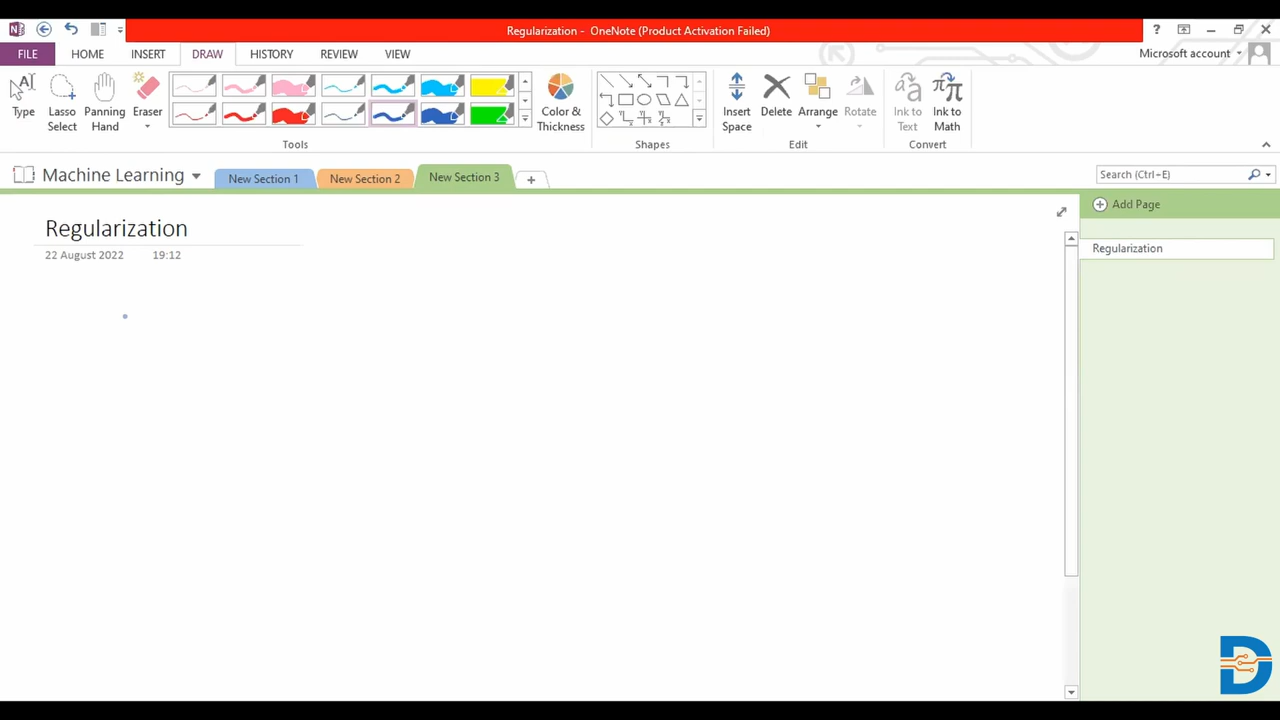 Regularization - OneNote (Product Activation Failed)
?
FILE HOME INSERT DRAW HISTORY REVIEW VIEW
Microsoft account
Type
Lasso Select
Panning Hand
Eraser
Color & Thickness
Insert Space
Delete
Arrange
Rotate
Ink to Text
Ink to Math
Tools
Shapes
Edit
Convert
Machine Learning New Section 1 New Section 2 New Section 3
Search (Ctrl+E)
Add Page
Regularization
22 August 2022 19:12
Regularization
D